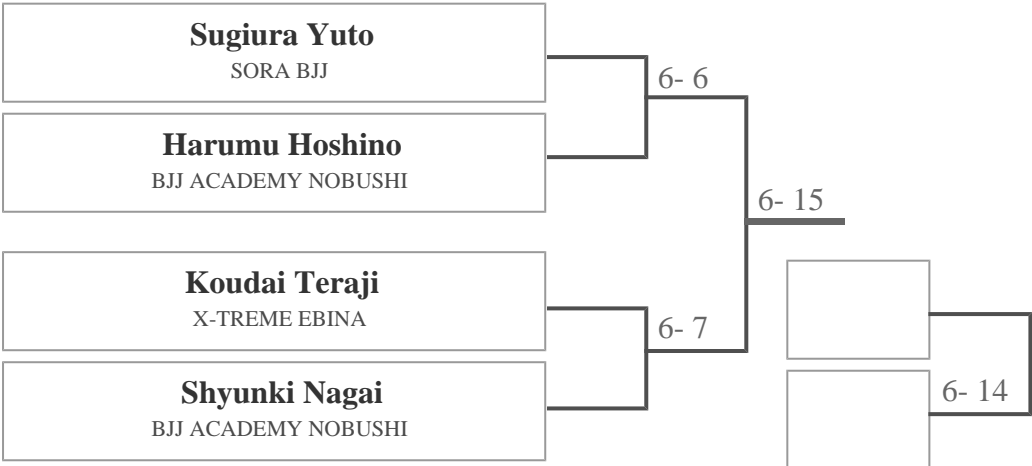 Sugiura Yuto
SORA BJJ
6- 6
Harumu Hoshino
BJJ ACADEMY NOBUSHI
6- 15
Koudai Teraji
X-TREME EBINA
6- 7
Shyunki Nagai
BJJ ACADEMY NOBUSHI
6- 14